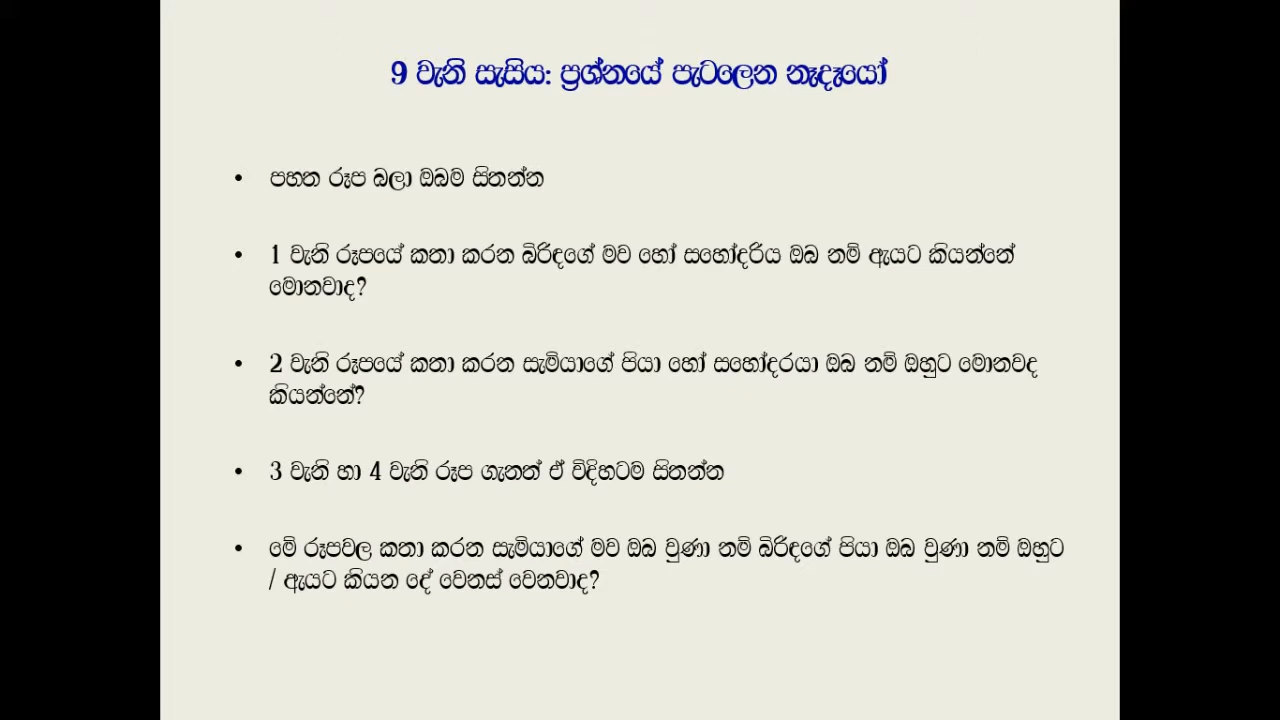 9 වැනි සැසිය: ප්‍රශ්නයේ පැටලෙන නෑදෑයෝ
• පහත රූප බලා ඔබම සිතන්න
• 1 වැනි රූපයේ කතා කරන බිරිඳගේ මව හෝ සහෝදරිය ඔබ නම් ඇයට කියන්නේ
මොනවාද?
• 2 වැනි රූපයේ කතා කරන සැමියාගේ පියා හෝ සහෝදරයා ඔබ නම් ඔහුට මොනවද
කියන්නේ?
• 3 වැනි හා 4 වැනි රූප ගැනත් ඒ විදිහටම සිතන්න
• මේ රූපවල කතා කරන සැමියාගේ මව ඔබ වුණා නම් බිරිඳගේ පියා ඔබ වුණා නම් ඔහුට
/ ඇයට කියන දේ වෙනස් වෙනවාද?